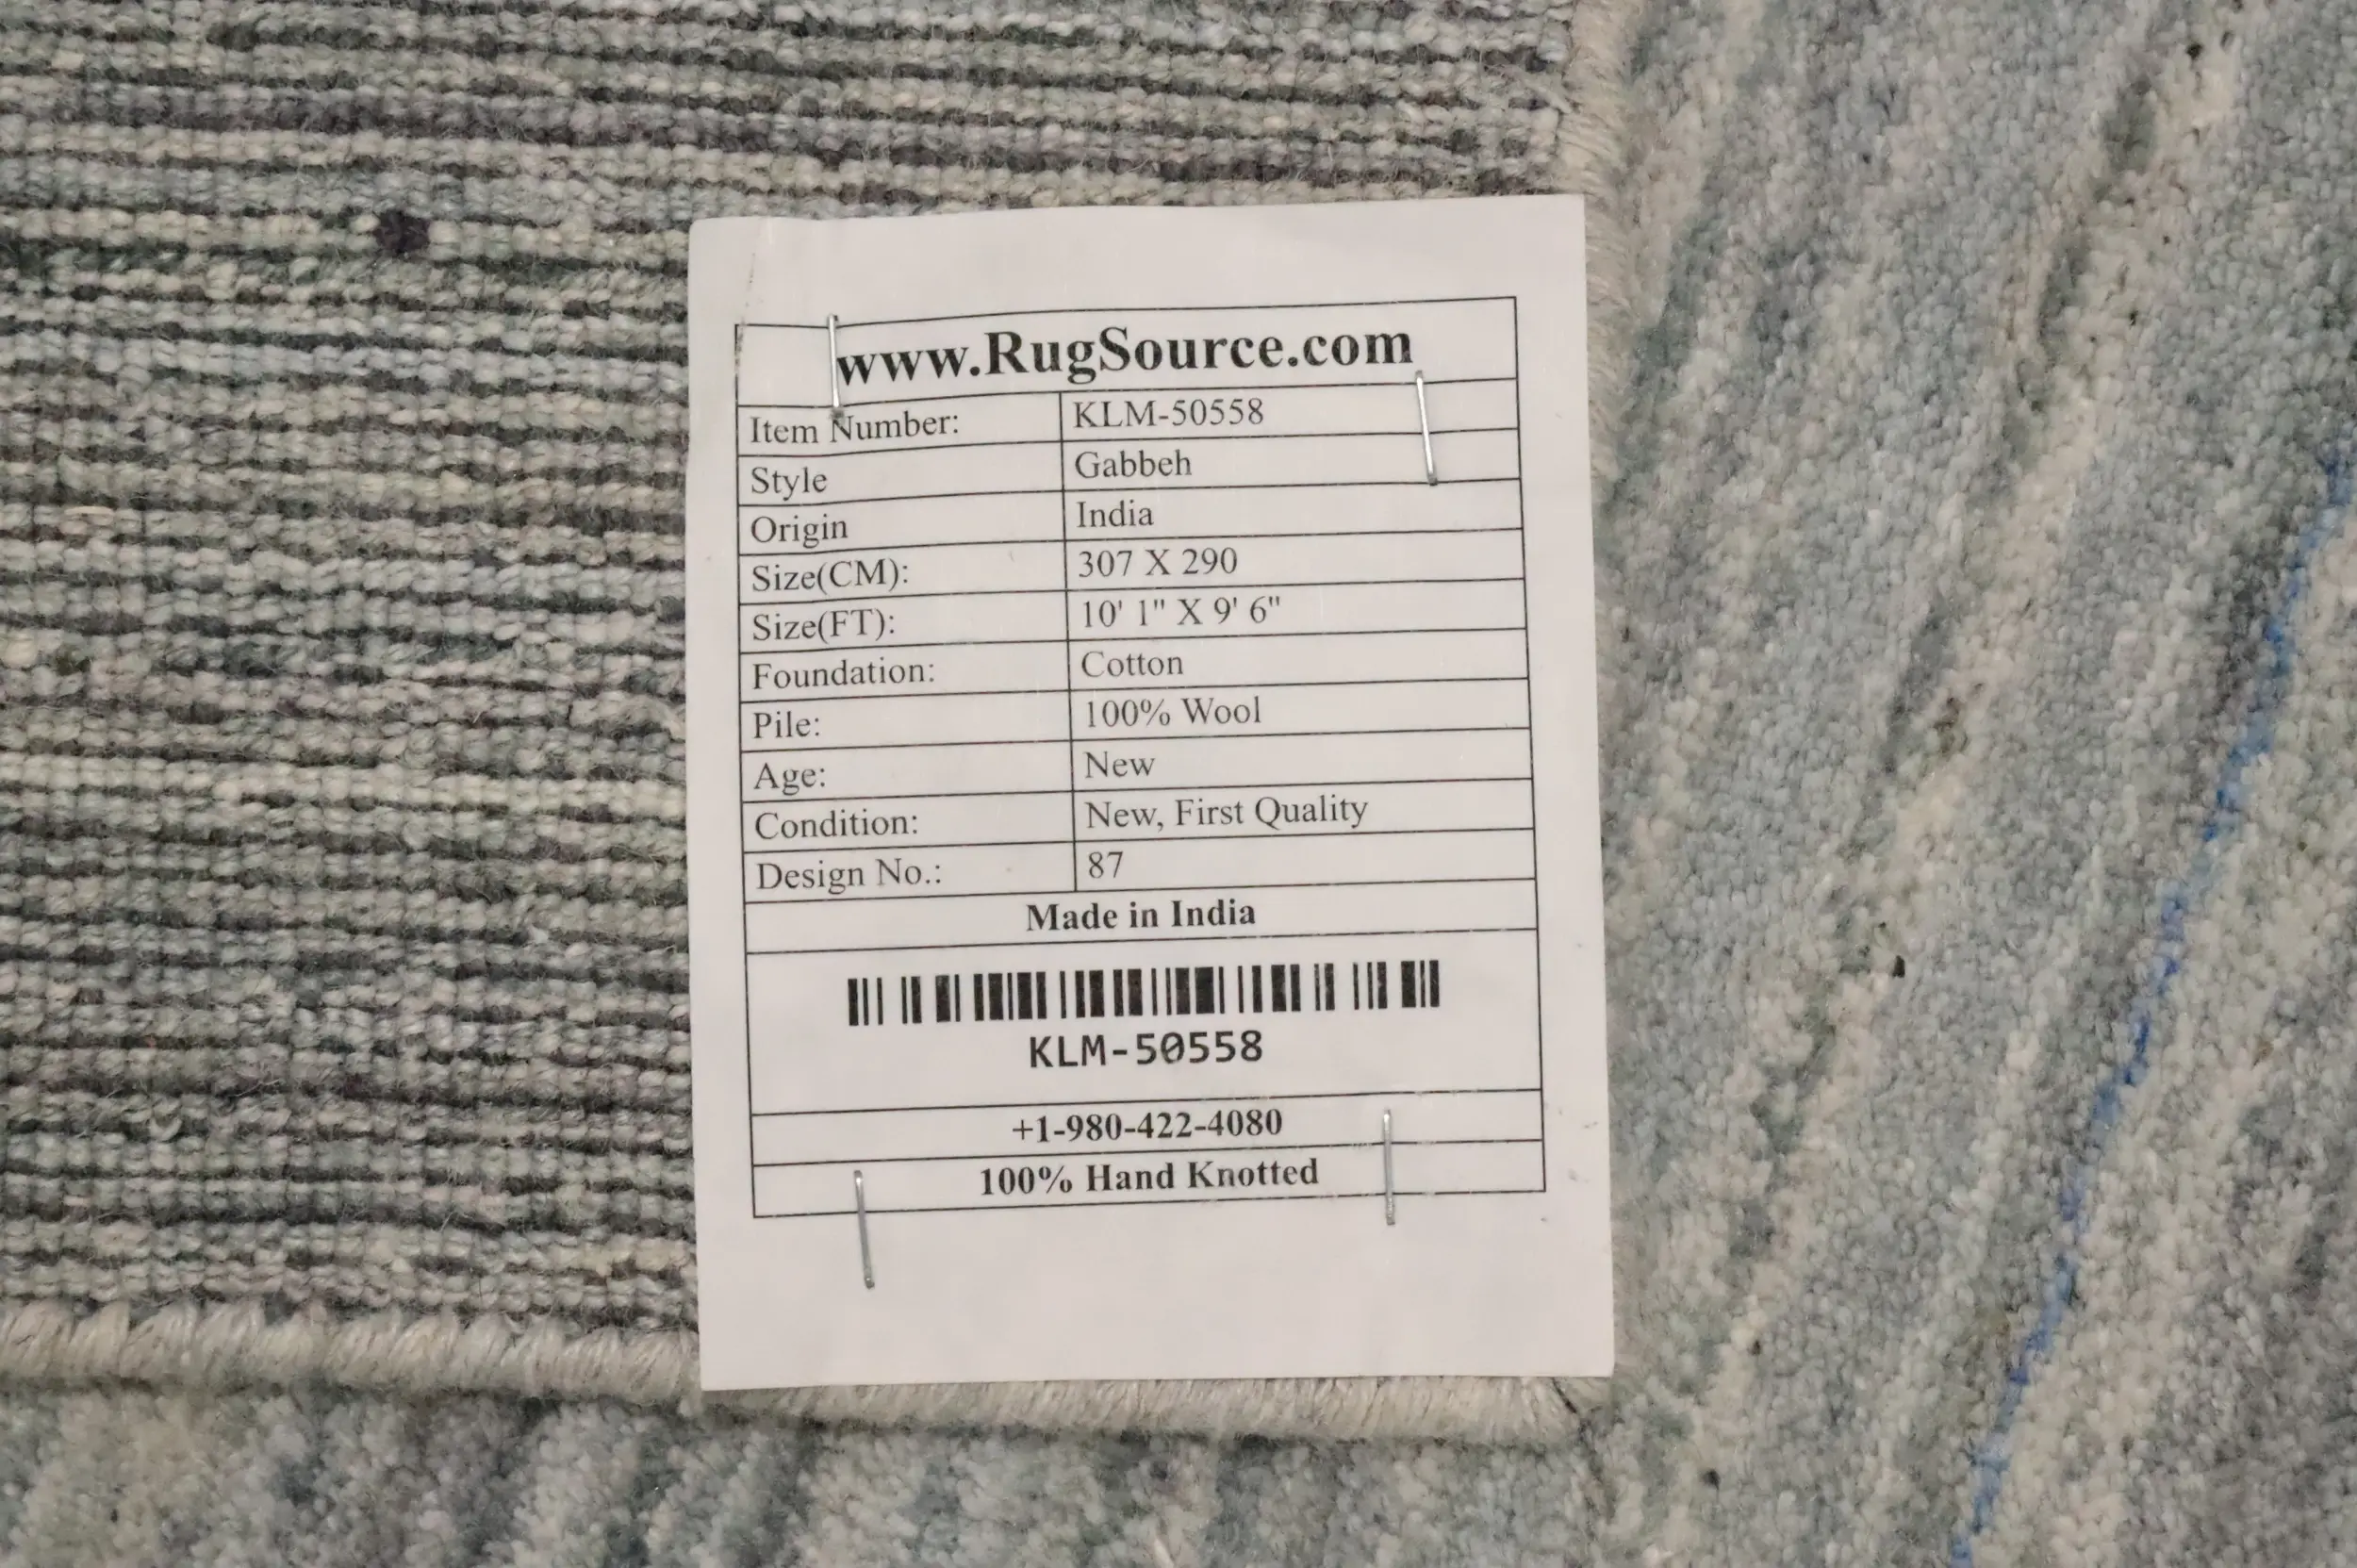 www.RugSource.com
Item Number: KLM-50558
Style Gabbeh
Origin India
Size(CM): 307 X 290
Size(FT): 10' 1" X 9' 6"
Foundation: Cotton
Pile: 100% Wool
Age: New
Condition: New, First Quality
Design No.: 87
Made in India
KLM-50558
+1-980-422-4080
100% Hand Knotted